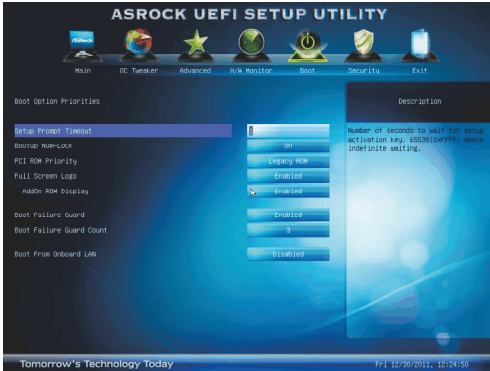 ASROCK UEFI SETUP UTILITY
ASRock
Main OC Tweaker Advanced H/W Monitor Boot Security Exit
Boot Option Priorities
Description
Setup Prompt Timeout
Number of seconds to wait for setup
activation key. 65535(0xFFFF) means
indefinite waiting.
Bootup Num-Lock On
PCI ROM Priority Legacy ROM
Full Screen Logo Enabled
AddOn ROM Display Enabled
Boot Failure Guard Enabled
Boot Failure Guard Count 3
Boot From Onboard LAN Disabled
Tomorrow's Technology Today
Fri 12/30/2011, 12:24:50